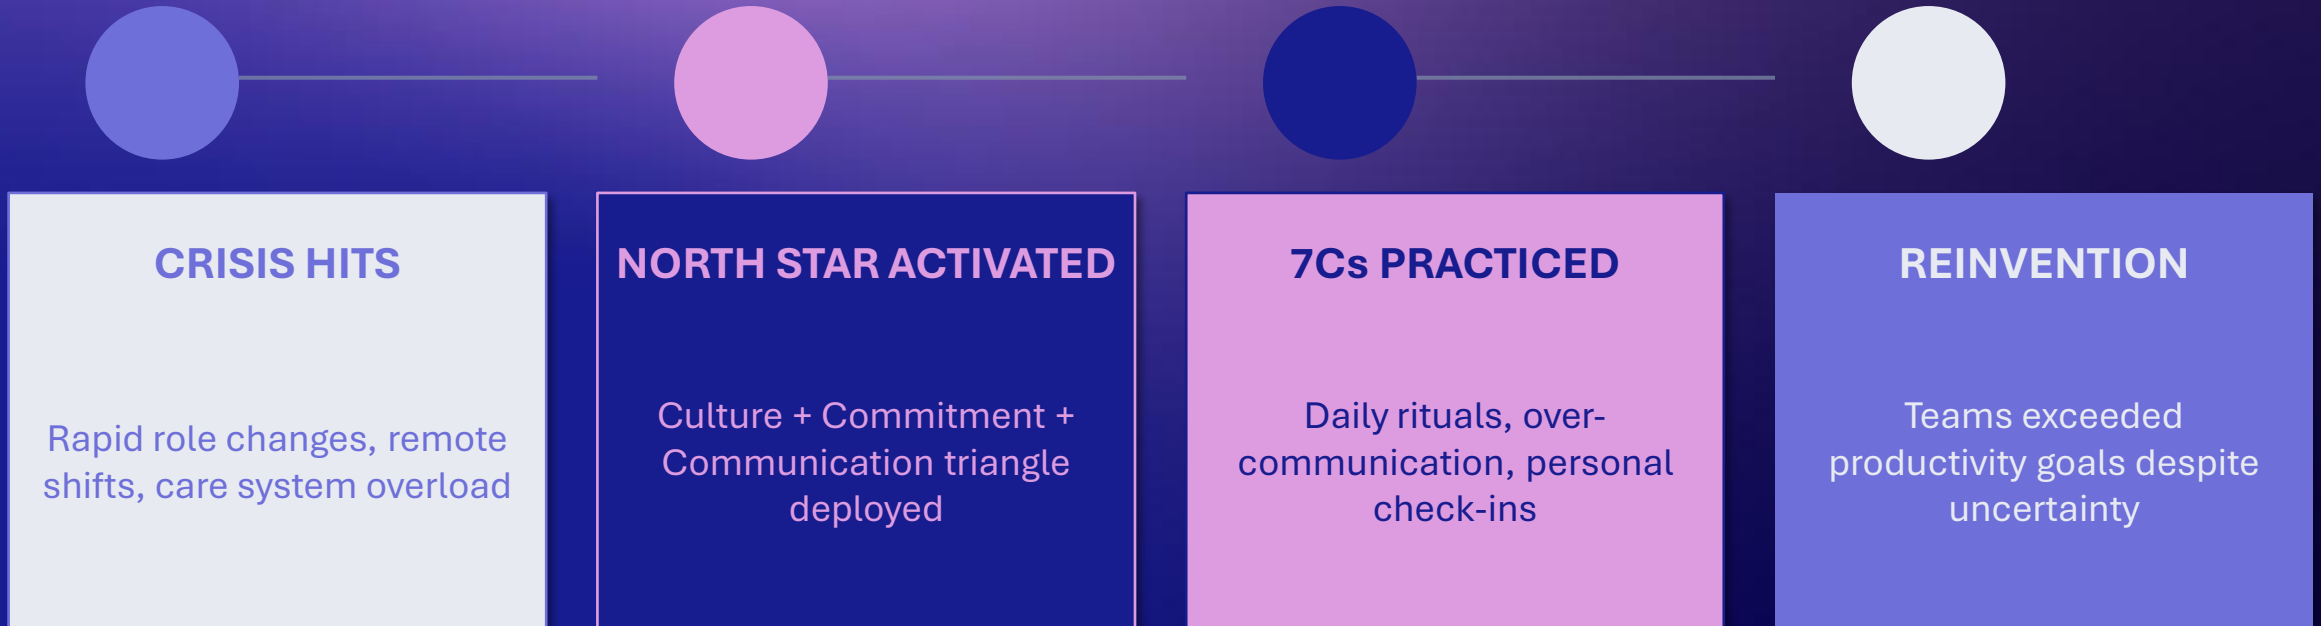 CRISIS HITS
Rapid role changes, remote
shifts, care system overload
NORTH STAR ACTIVATED
Culture + Commitment +
Communication triangle
deployed
7Cs PRACTICED
Daily rituals, over-
communication, personal
check-ins
REINVENTION
Teams exceeded
productivity goals despite
uncertainty